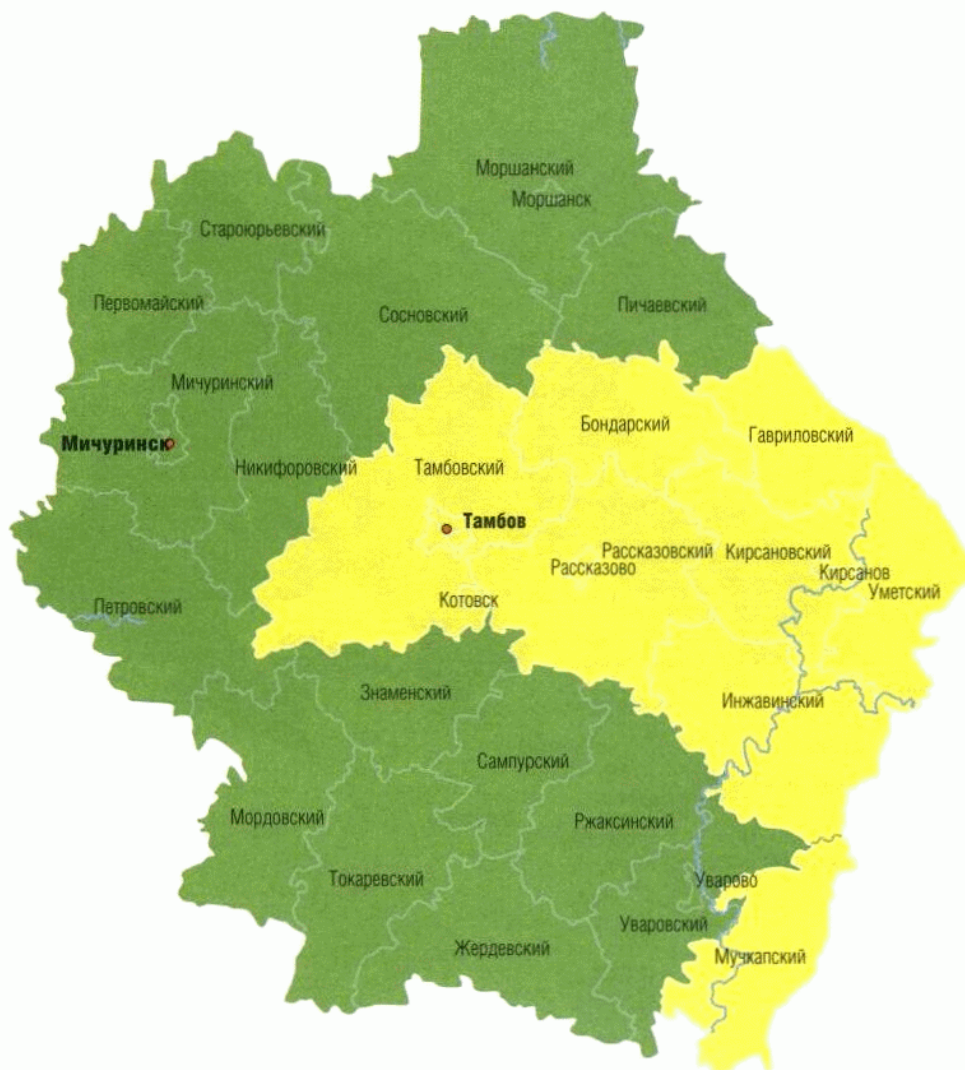 Моршанский
Моршанск
Староюрьевский
Первомайский
Сосновский
Пичаевский
Мичуринский
Бондарский
Гавриловский
Мичуринск
Никифоровский
Тамбовский
Тамбов
Рассказовский
Кирсановский
Рассказово
Кирсанов
Уметский
Котовск
Петровский
Знаменский
Инжавинский
Сампурский
Мордовский
Ржаксинский
Токаревский
Уварово
Уваровский
Жердевский
Мучкапский